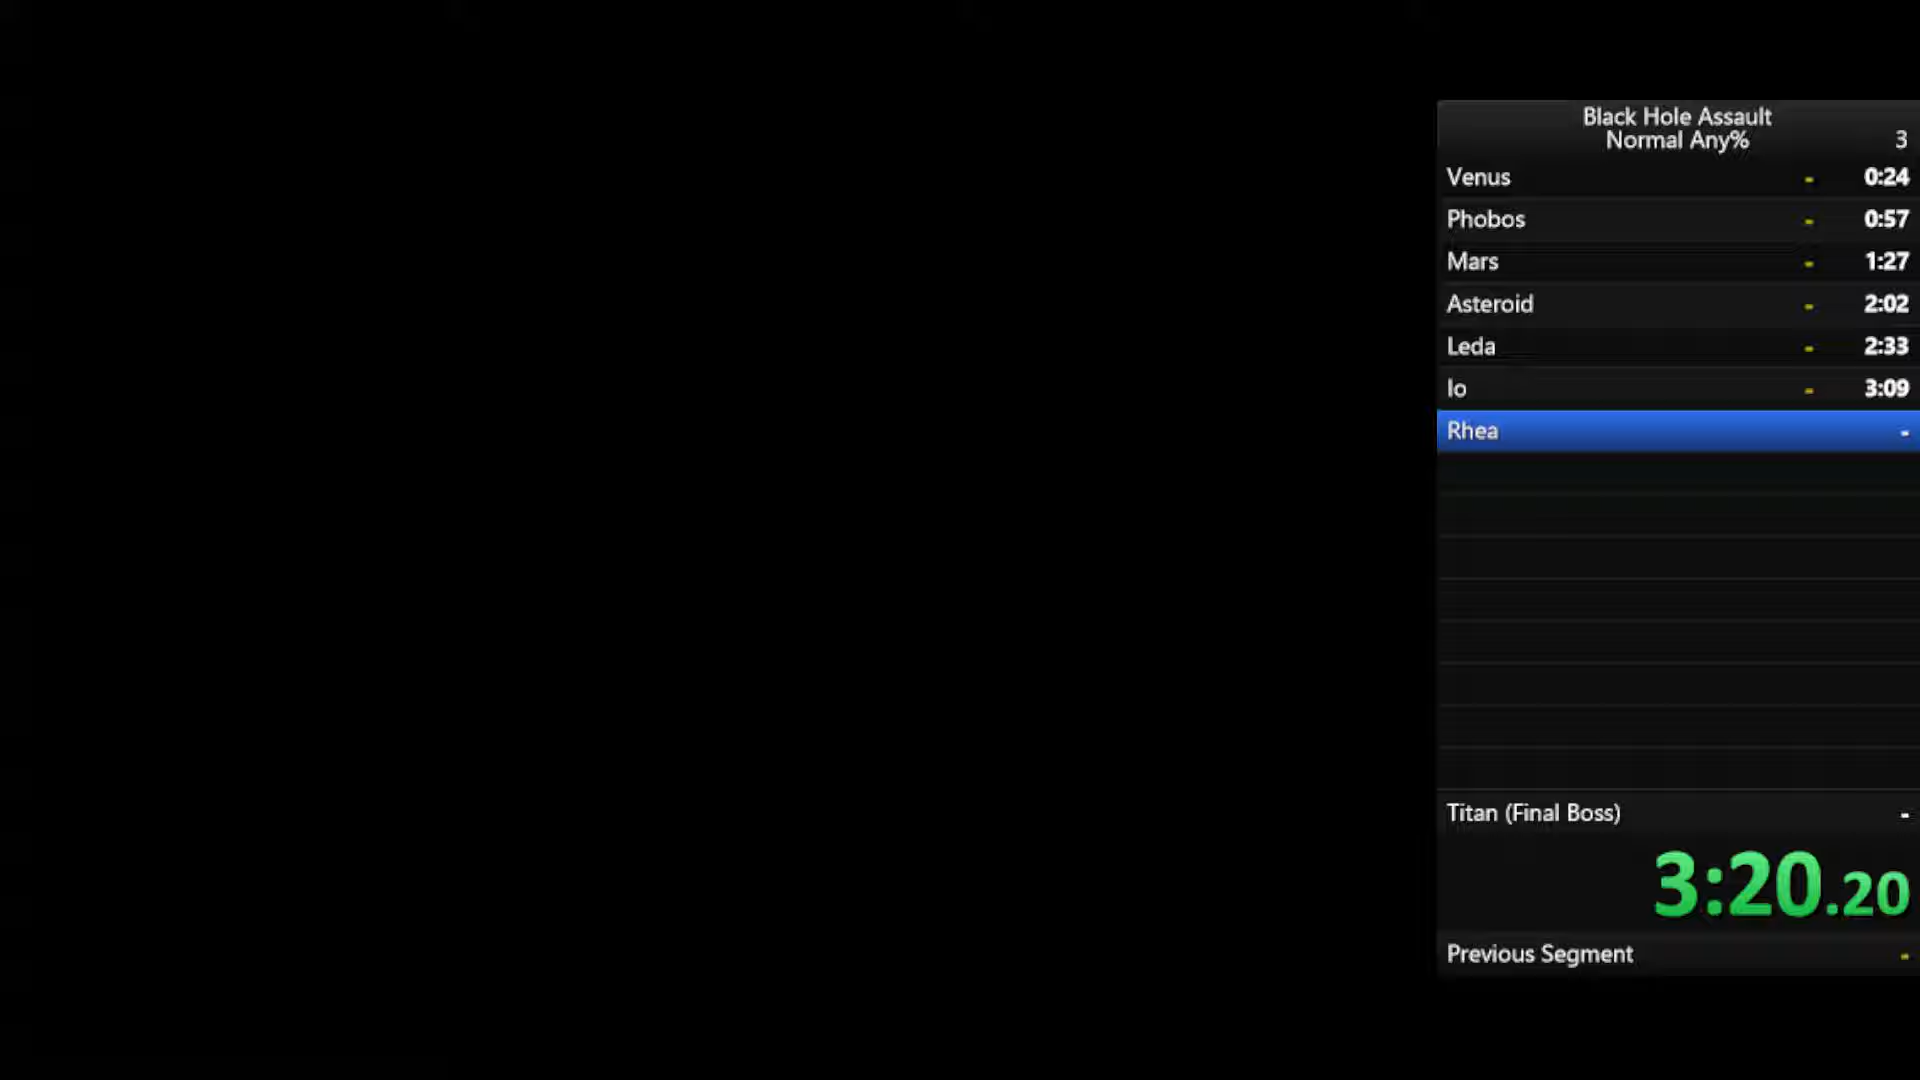 Black Hole Assault
Normal Any%
3
Venus - 0:24
Phobos - 0:57
Mars - 1:27
Asteroid - 2:02
Leda - 2:33
Io - 3:09
Rhea -
Titan (Final Boss) -
3:20.20
Previous Segment -